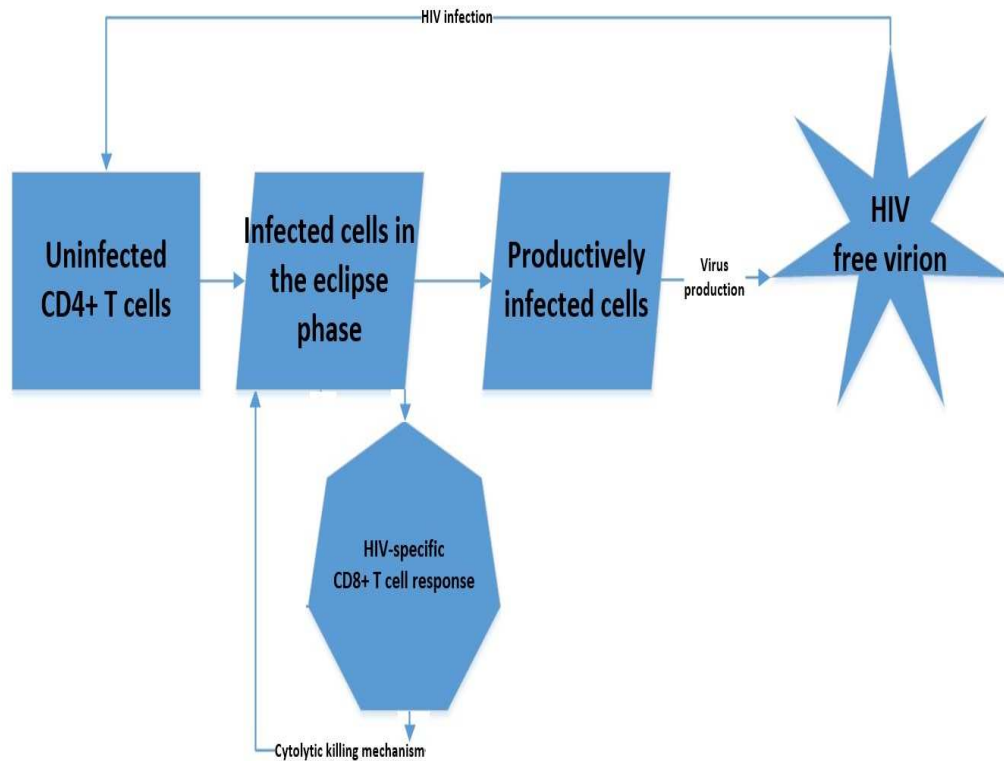 HIV infection
Uninfected
CD4+ T cells
Infected cells in
the eclipse
phase
Productively
infected cells
Virus
production
HIV
free virion
HIV-specific
CD8+ T cell response
Cytolytic killing mechanism